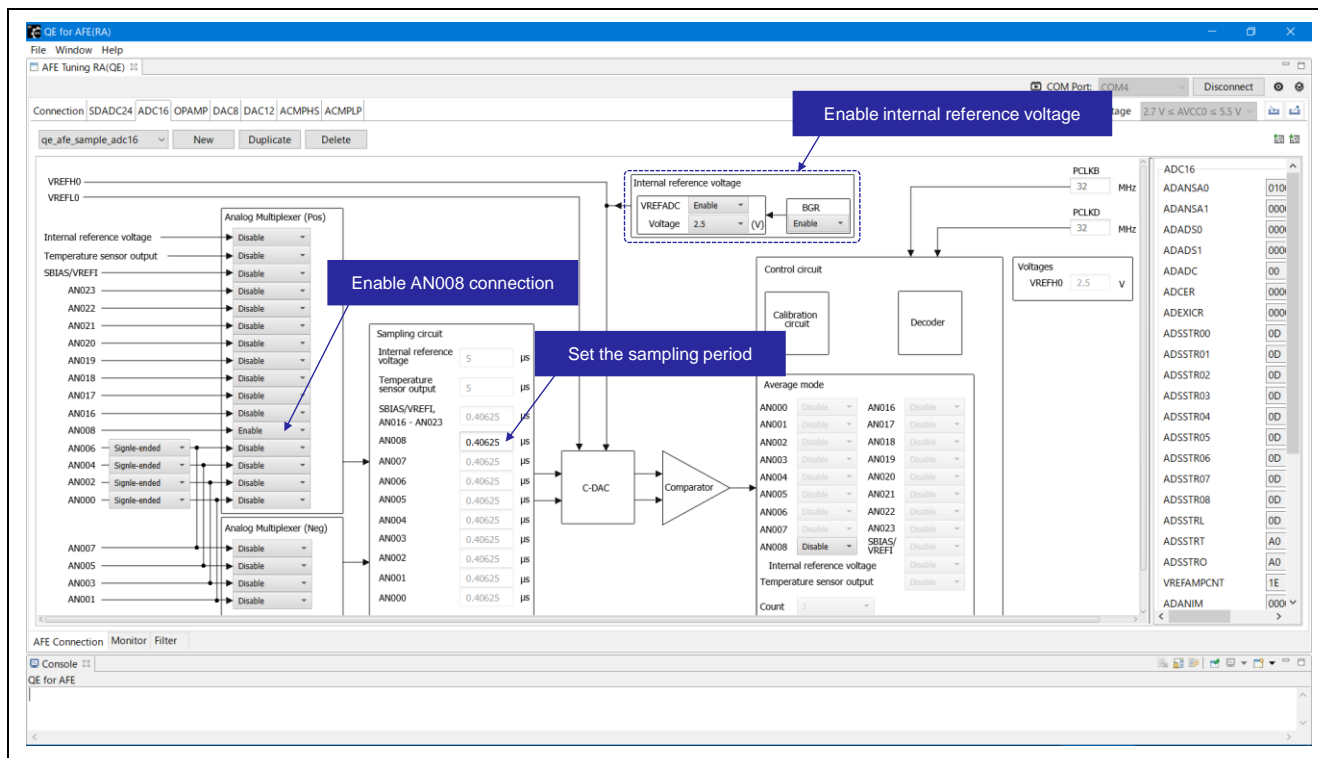 QE for AFE(RA)
File Window Help
AFE Tuning RA(QE)
COM Port: COM4 Disconnect
Connection SDADC24 ADC16 OPAMP DAC8 DAC12 ACMPHS ACMPLP
2.7 V ≤ AVCC0 ≤ 5.5 V
Enable internal reference voltage
qe_afe_sample_adc16 New Duplicate Delete
VREFH0
VREFL0
Internal reference voltage
VREFADC Enable
Voltage 2.5 (V)
BGR
Enable
PCLKB
32 MHz
PCLKD
32 MHz
Analog Multiplexer (Pos)
Internal reference voltage Disable
Temperature sensor output Disable
SBIAS/VREFI Disable
AN023 Disable
AN022 Disable
AN021 Disable
AN020 Disable
AN019 Disable
AN018 Disable
AN017 Disable
AN016 Disable
AN008 Enable
AN006 Signle-ended Disable
AN004 Signle-ended Disable
AN002 Signle-ended Disable
AN000 Signle-ended Disable
Analog Multiplexer (Neg)
AN007 Disable
AN005 Disable
AN003 Disable
AN001 Disable
Enable AN008 connection
Set the sampling period
Sampling circuit
Internal reference
voltage 5 µs
Temperature
sensor output 5 µs
SBIAS/VREFI,
AN016 - AN023 0.40625 µs
AN008 0.40625 µs
AN007 0.40625 µs
AN006 0.40625 µs
AN005 0.40625 µs
AN004 0.40625 µs
AN003 0.40625 µs
AN002 0.40625 µs
AN001 0.40625 µs
AN000 0.40625 µs
C-DAC
Comparator
Control circuit
Calibration
circuit
Decoder
Voltages
VREFH0 2.5 V
Average mode
AN000 Disable AN016 Disable
AN001 Disable AN017 Disable
AN002 Disable AN018 Disable
AN003 Disable AN019 Disable
AN004 Disable AN020 Disable
AN005 Disable AN021 Disable
AN006 Disable AN022 Disable
AN007 Disable AN023 Disable
AN008 Disable SBIAS/
VREFI Disable
Internal reference voltage Disable
Temperature sensor output Disable
Count 1
ADC16
ADANSA0
ADANSA1
ADADS0
ADADS1
ADADC 00
ADCER
ADEXICR
ADSSTR00 0D
ADSSTR01 0D
ADSSTR02 0D
ADSSTR03 0D
ADSSTR04 0D
ADSSTR05 0D
ADSSTR06 0D
ADSSTR07 0D
ADSSTR08 0D
ADSSTRL 0D
ADSSTRT A0
ADSSTRO A0
VREFAMPCNT 1E
ADANIM
AFE Connection Monitor Filter
Console
QE for AFE